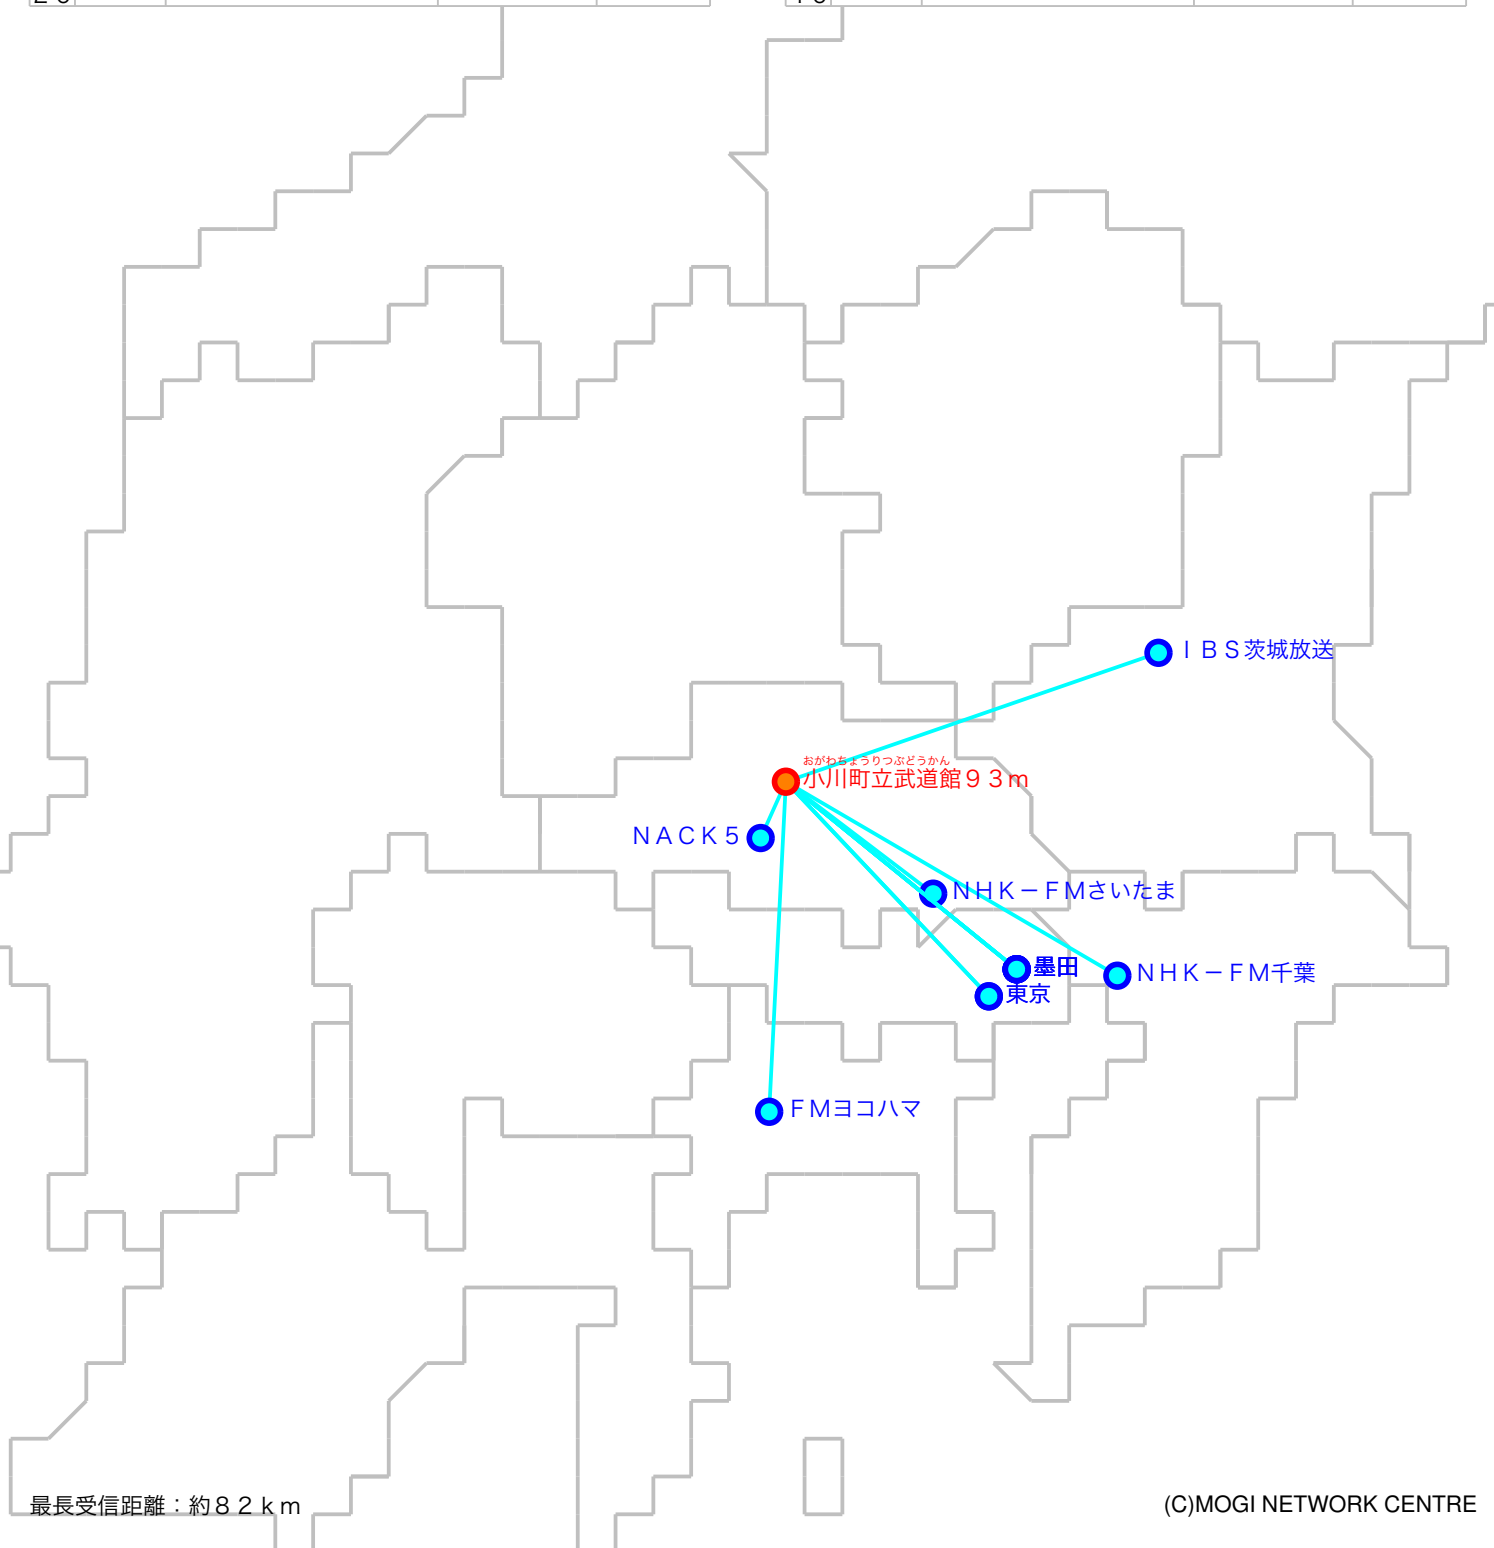 ＩＢＳ茨城放送
おがわちょうりつぶどうかん
小川町立武道館９３ｍ
ＮＡＣＫ５
ＮＨＫ－ＦＭさいたま
墨田
ＮＨＫ－ＦＭ千葉
東京
ＦＭヨコハマ
最長受信距離：約８２ｋｍ
(C)MOGI NETWORK CENTRE